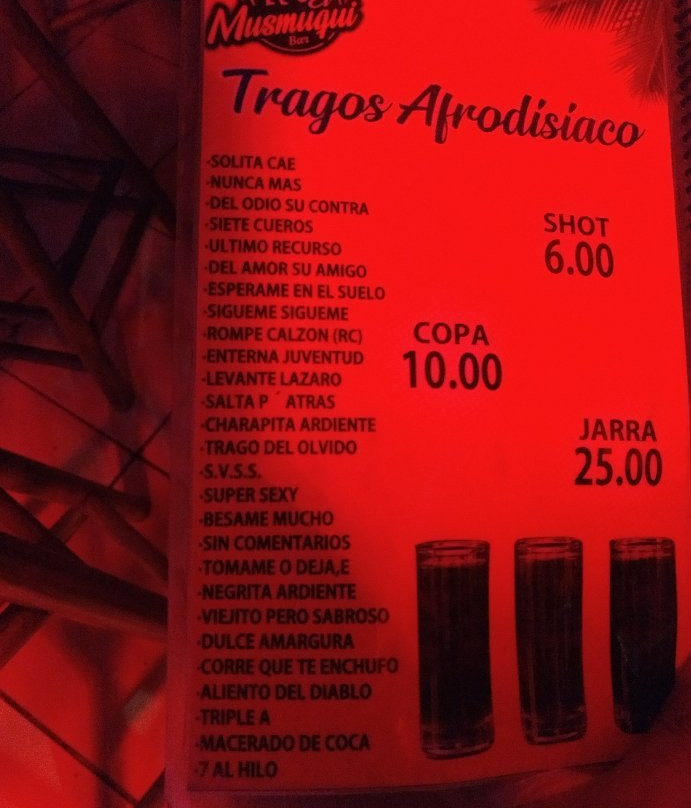 Musmuqui
Bar
Tragos Afrodisiaco
-SOLITA CAE
-NUNCA MAS
-DEL ODIO SU CONTRA
-SIETE CUEROS
-ULTIMO RECURSO
-DEL AMOR SU AMIGO
-ESPERAME EN EL SUELO
-SIGUEME SIGUEME
-ROMPE CALZON (RC)
-ENTERNA JUVENTUD
-LEVANTE LAZARO
-SALTA P ´ ATRAS
-CHARAPITA ARDIENTE
-TRAGO DEL OLVIDO
-S.V.S.S.
-SUPER SEXY
-BESAME MUCHO
-SIN COMENTARIOS
-TOMAME O DEJA,E
-NEGRITA ARDIENTE
-VIEJITO PERO SABROSO
-DULCE AMARGURA
-CORRE QUE TE ENCHUFO
-ALIENTO DEL DIABLO
-TRIPLE A
-MACERADO DE COCA
-7 AL HILO
SHOT
6.00
COPA
10.00
JARRA
25.00